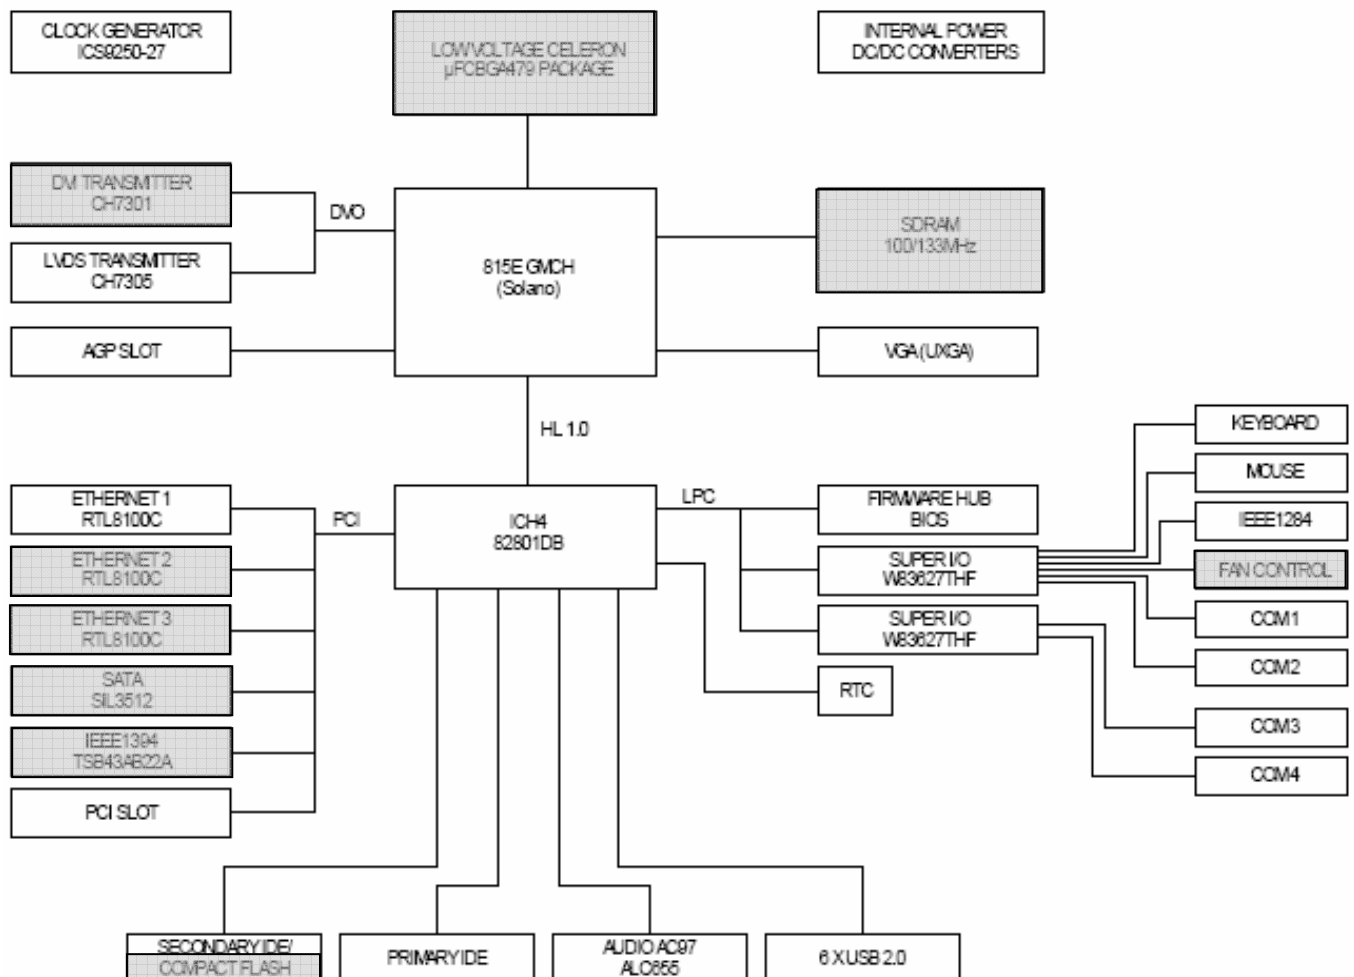 CLOCK GENERATOR
ICS9250-27
LOW VOLTAGE CELERON
µFCBGA479 PACKAGE
INTERNAL POWER
DC/DC CONVERTERS
DVI TRANSMITTER
CH7301
DVO
LVDS TRANSMITTER
CH7305
815E GMCH
(Solano)
SDRAM
100/133MHz
AGP SLOT
VGA (UXGA)
HL 1.0
KEYBOARD
MOUSE
IEEE1284
FAN CONTROL
COM1
COM2
COM3
COM4
ETHERNET 1
RTL8100C
PCI
ICH4
82801DB
LPC
FIRMWARE HUB
BIOS
ETHERNET 2
RTL8100C
SUPER I/O
W83627THF
ETHERNET 3
RTL8100C
SUPER I/O
W83627THF
SATA
SIL3512
RTC
IEEE1394
TSB43AB22A
PCI SLOT
SECONDARY IDE/
COMPACT FLASH
PRIMARY IDE
AUDIO AC97
ALC655
6 X USB 2.0